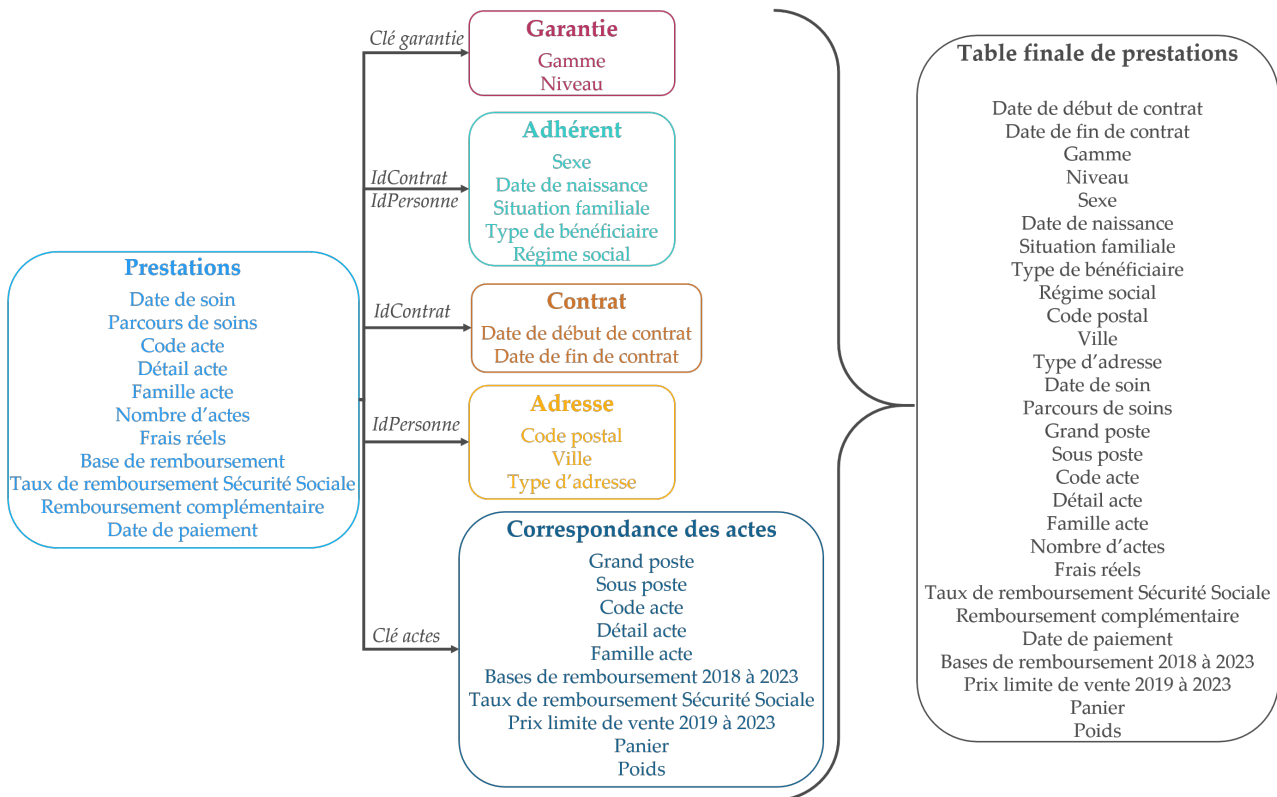 Prestations
Date de soin
Parcours de soins
Code acte
Détail acte
Famille acte
Nombre d'actes
Frais réels
Base de remboursement
Taux de remboursement Sécurité Sociale
Remboursement complémentaire
Date de paiement
Clé garantie
Garantie
Gamme
Niveau
IdContrat
IdPersonne
Adhérent
Sexe
Date de naissance
Situation familiale
Type de bénéficiaire
Régime social
IdContrat
Contrat
Date de début de contrat
Date de fin de contrat
IdPersonne
Adresse
Code postal
Ville
Type d'adresse
Clé actes
Correspondance des actes
Grand poste
Sous poste
Code acte
Détail acte
Famille acte
Bases de remboursement 2018 à 2023
Taux de remboursement Sécurité Sociale
Prix limite de vente 2019 à 2023
Panier
Poids
Table finale de prestations
Date de début de contrat
Date de fin de contrat
Gamme
Niveau
Sexe
Date de naissance
Situation familiale
Type de bénéficiaire
Régime social
Code postal
Ville
Type d'adresse
Date de soin
Parcours de soins
Grand poste
Sous poste
Code acte
Détail acte
Famille acte
Nombre d'actes
Frais réels
Taux de remboursement Sécurité Sociale
Remboursement complémentaire
Date de paiement
Bases de remboursement 2018 à 2023
Prix limite de vente 2019 à 2023
Panier
Poids